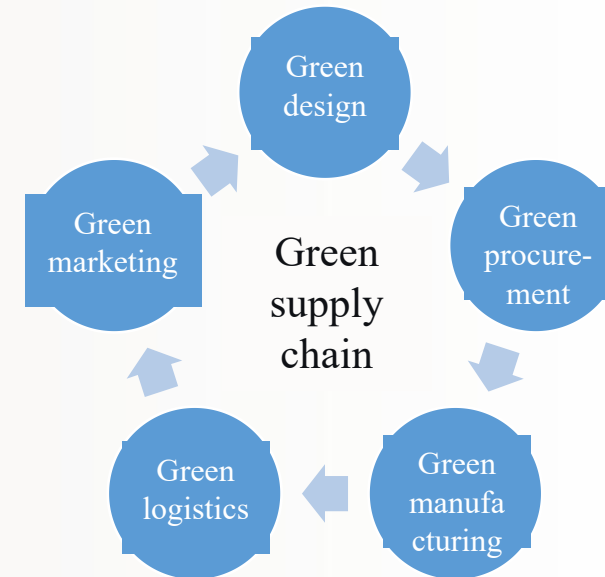 Green
design
Green
procure-
ment
Green
manufa
cturing
Green
logistics
Green
marketing
Green
supply
chain